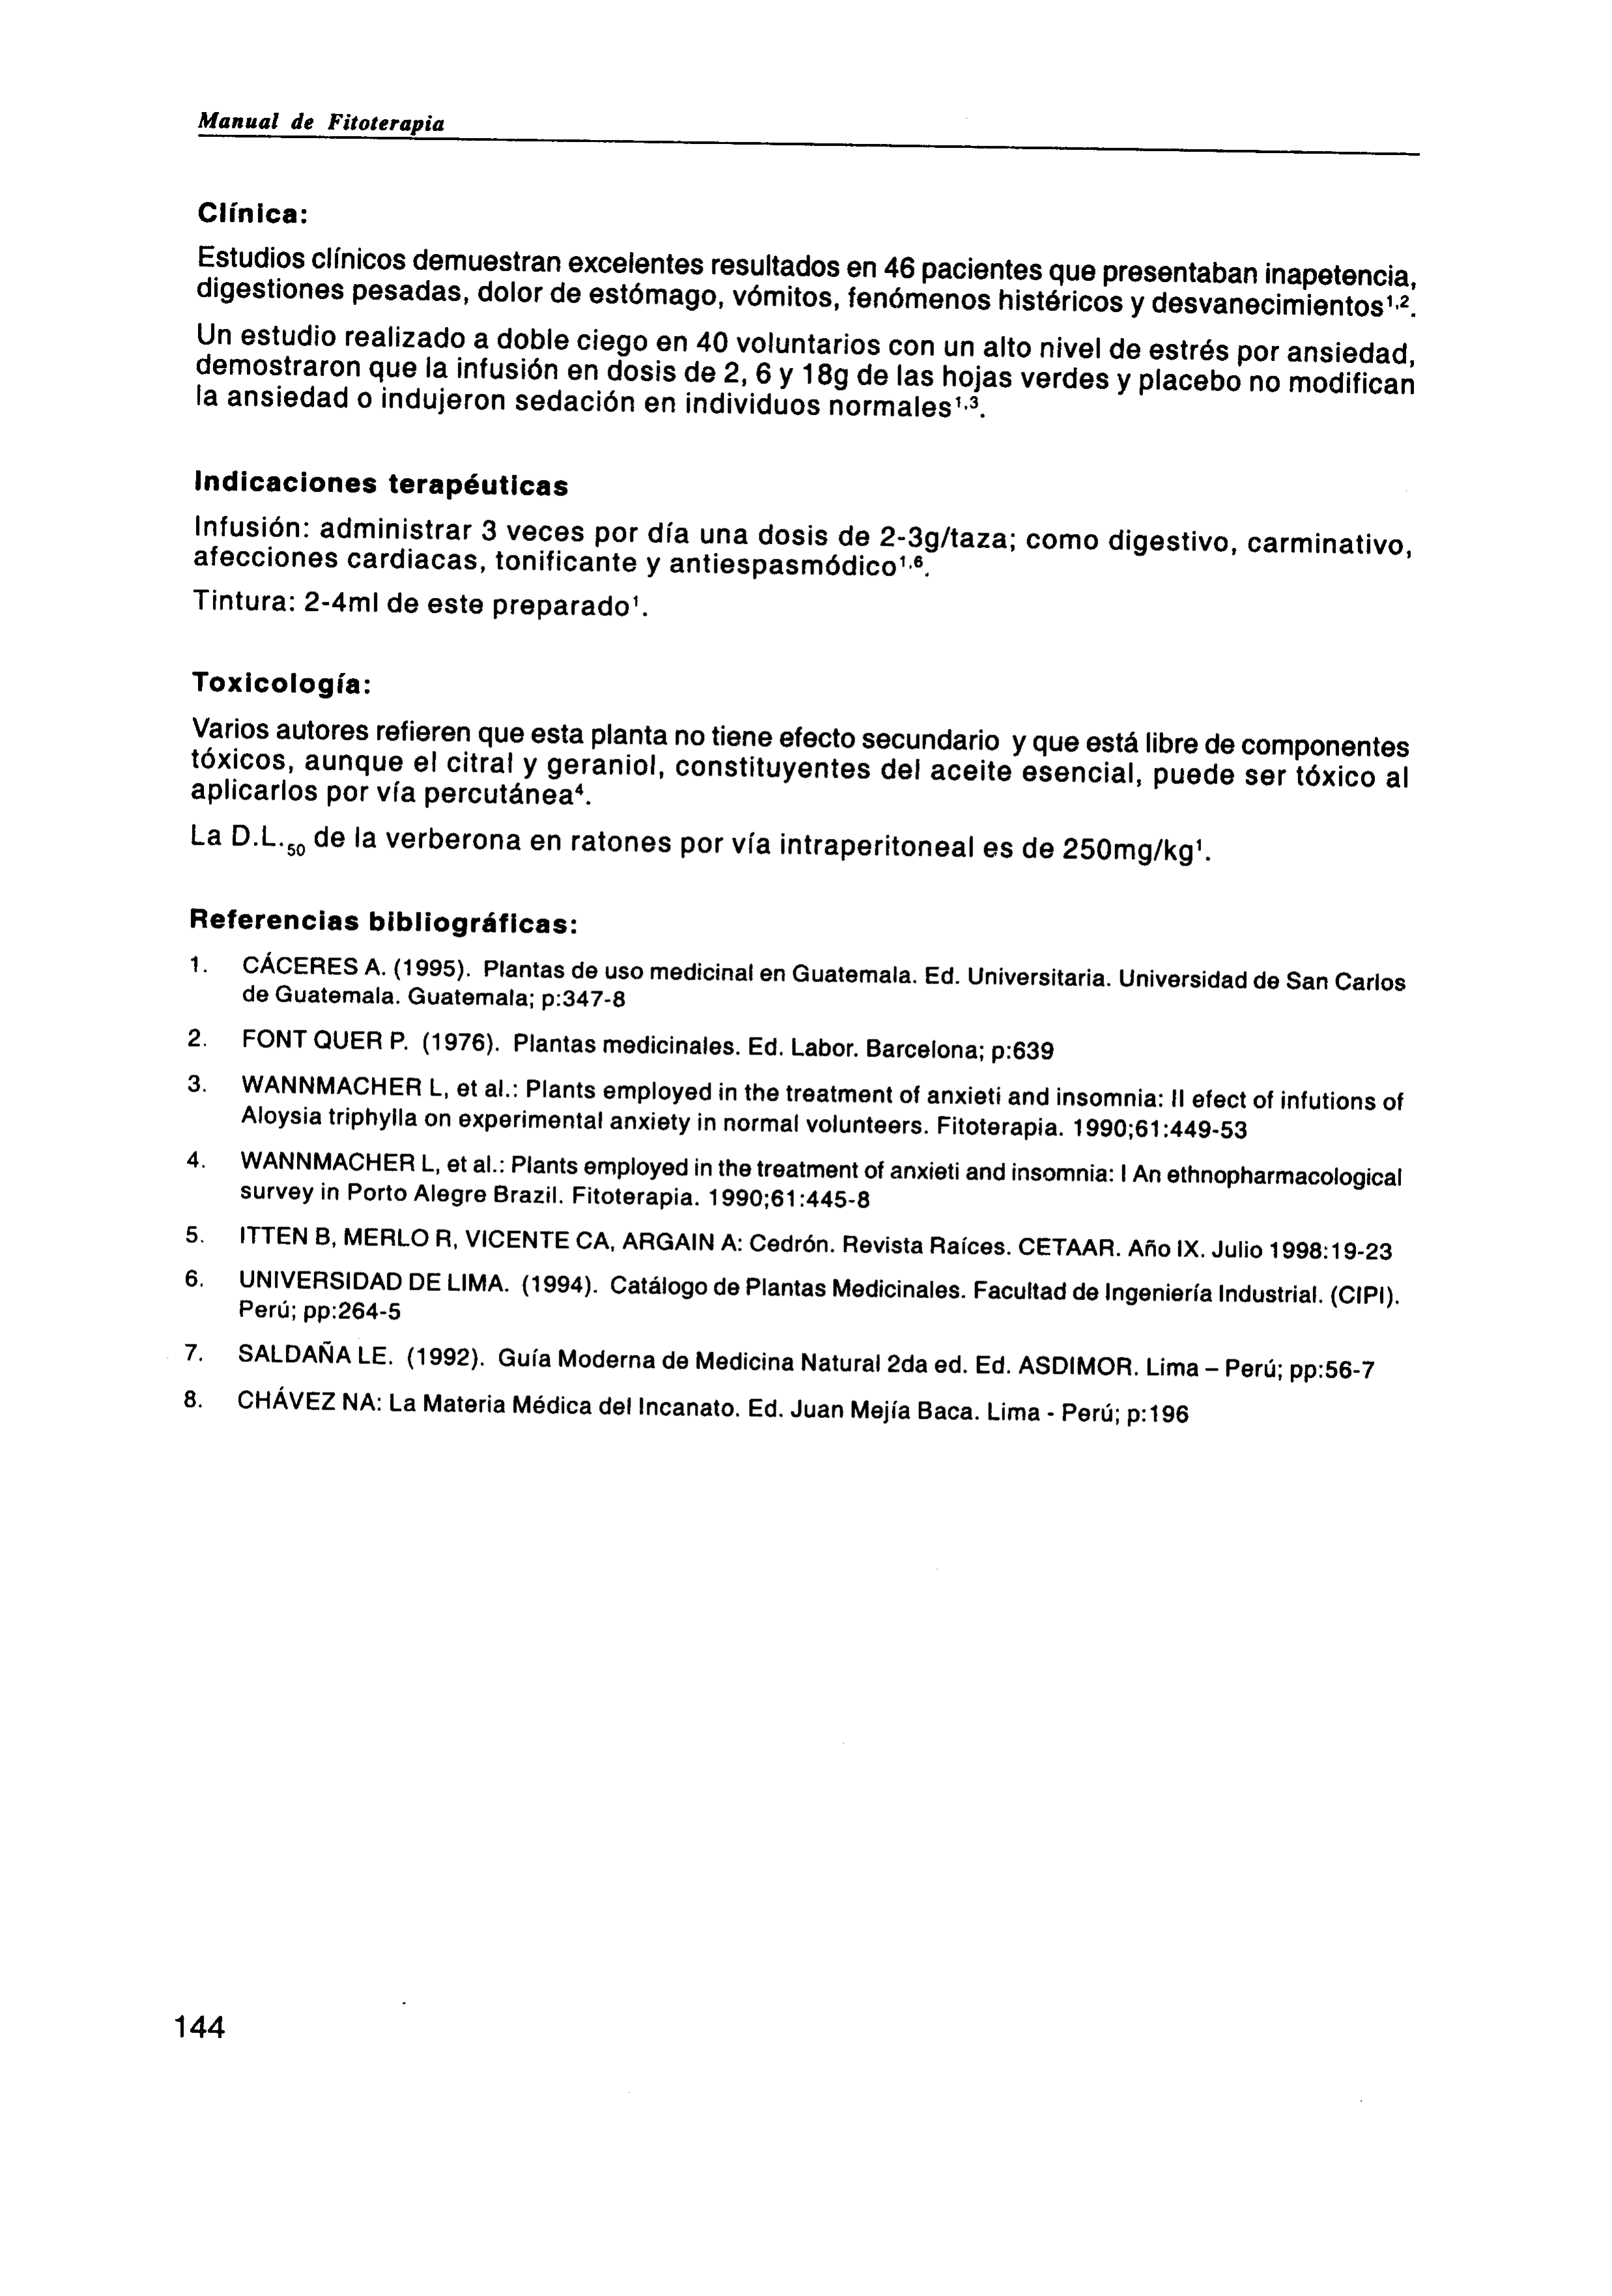 Manual de Fitoterapia
Clínica:
Estudios clínicos demuestran excelentes resultados en 46 pacientes que presentaban inapetencia,
digestiones pesadas, dolor de estómago, vómitos, fenómenos histéricos y desvanecimientos¹,².
Un estudio realizado a doble ciego en 40 voluntarios con un alto nivel de estrés por ansiedad,
demostraron que la infusión en dosis de 2, 6 y 18g de las hojas verdes y placebo no modifican
la ansiedad o indujeron sedación en individuos normales¹,³.
Indicaciones terapéuticas
Infusión: administrar 3 veces por día una dosis de 2-3g/taza; como digestivo, carminativo,
afecciones cardiacas, tonificante y antiespasmódico¹,⁶.
Tintura: 2-4ml de este preparado¹.
Toxicología:
Varios autores refieren que esta planta no tiene efecto secundario y que está libre de componentes
tóxicos, aunque el citral y geraniol, constituyentes del aceite esencial, puede ser tóxico al
aplicarlos por vía percutánea⁴.
La D.L.₅₀ de la verberona en ratones por vía intraperitoneal es de 250mg/kg¹.
Referencias bibliográficas:
1. CÁCERES A. (1995). Plantas de uso medicinal en Guatemala. Ed. Universitaria. Universidad de San Carlos
de Guatemala. Guatemala; p:347-8
2. FONT QUER P. (1976). Plantas medicinales. Ed. Labor. Barcelona; p:639
3. WANNMACHER L, et al.: Plants employed in the treatment of anxieti and insomnia: II efect of infutions of
Aloysia triphylla on experimental anxiety in normal volunteers. Fitoterapia. 1990;61:449-53
4. WANNMACHER L, et al.: Plants employed in the treatment of anxieti and insomnia: I An ethnopharmacological
survey in Porto Alegre Brazil. Fitoterapia. 1990;61:445-8
5. ITTEN B, MERLO R, VICENTE CA, ARGAIN A: Cedrón. Revista Raíces. CETAAR. Año IX. Julio 1998:19-23
6. UNIVERSIDAD DE LIMA. (1994). Catálogo de Plantas Medicinales. Facultad de Ingeniería Industrial. (CIPI).
Perú; pp:264-5
7. SALDAÑA LE. (1992). Guía Moderna de Medicina Natural 2da ed. Ed. ASDIMOR. Lima – Perú; pp:56-7
8. CHÁVEZ NA: La Materia Médica del Incanato. Ed. Juan Mejía Baca. Lima - Perú; p:196
144